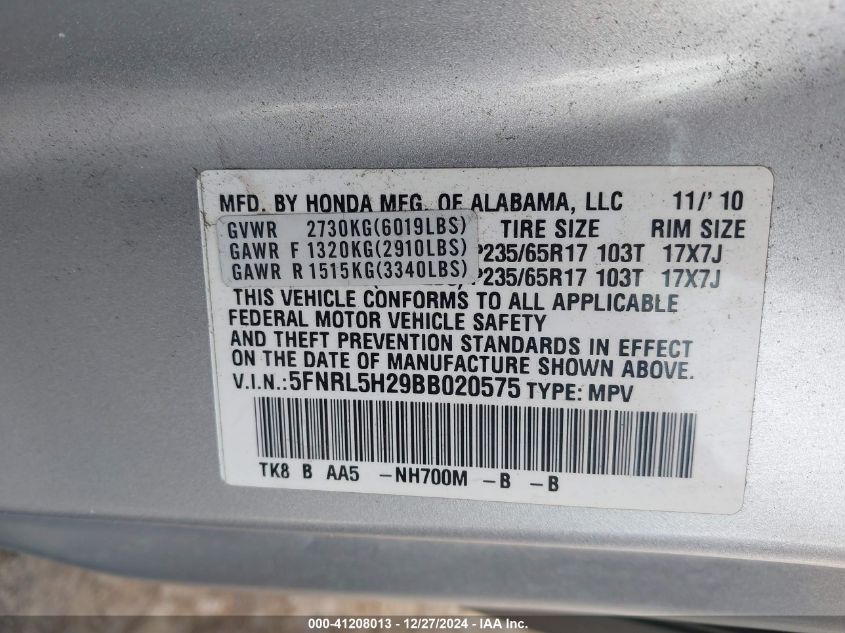 MFD. BY HONDA MFG. OF ALABAMA, LLC 11/' 10
GVWR 2730KG(6019LBS) TIRE SIZE RIM SIZE
GAWR F 1320KG(2910LBS) P235/65R17 103T 17X7J
GAWR R 1515KG(3340LBS) P235/65R17 103T 17X7J
THIS VEHICLE CONFORMS TO ALL APPLICABLE
FEDERAL MOTOR VEHICLE SAFETY
AND THEFT PREVENTION STANDARDS IN EFFECT
ON THE DATE OF MANUFACTURE SHOWN ABOVE.
V.I.N.:5FNRL5H29BB020575 TYPE: MPV
TK8 B AA5 -NH700M -B -B
000-41208013 - 12/27/2024 - IAA Inc.